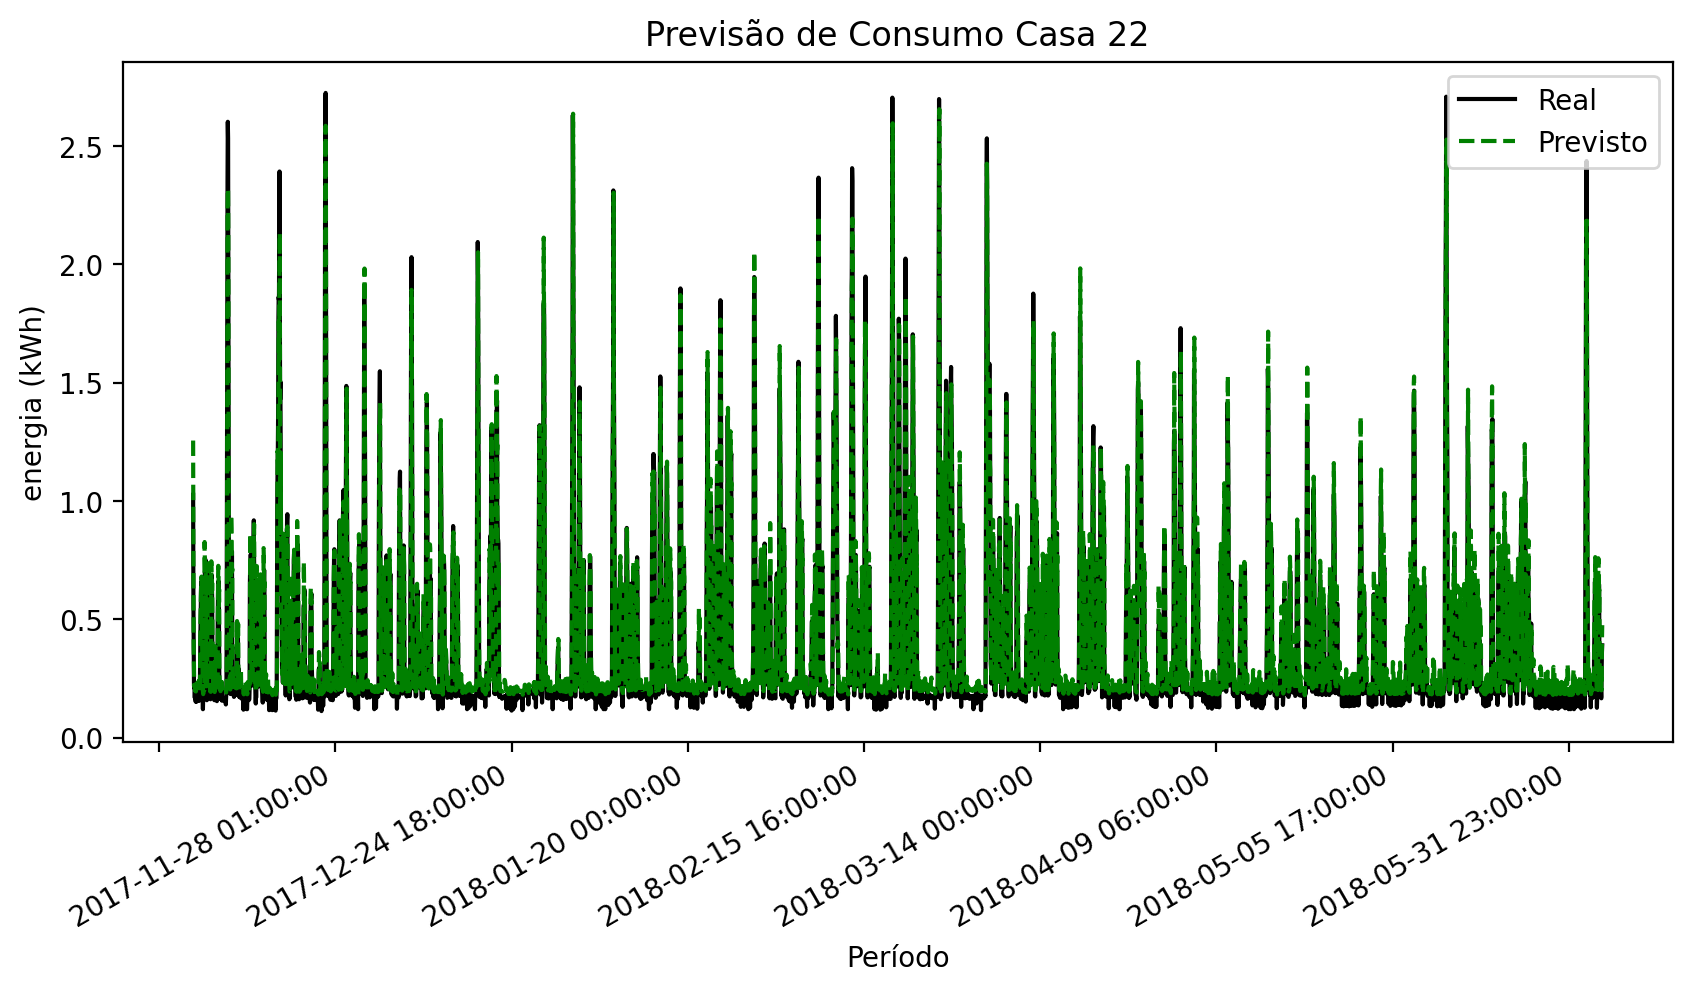 Previsão de Consumo Casa 22
Real
Previsto
energia (kWh)
2.5
2.0
1.5
1.0
0.5
0.0
2017-11-28 01:00:00
2017-12-24 18:00:00
2018-01-20 00:00:00
2018-02-15 16:00:00
2018-03-14 00:00:00
2018-04-09 06:00:00
2018-05-05 17:00:00
2018-05-31 23:00:00
Período